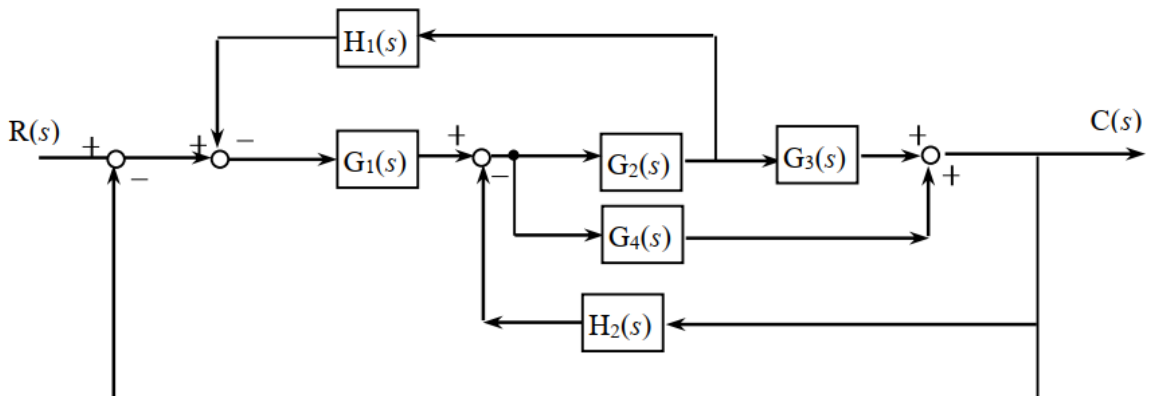 H₁(s)
R(s)
+
−
+
−
G₁(s)
+
−
G₂(s)
G₃(s)
+
+
C(s)
G₄(s)
H₂(s)